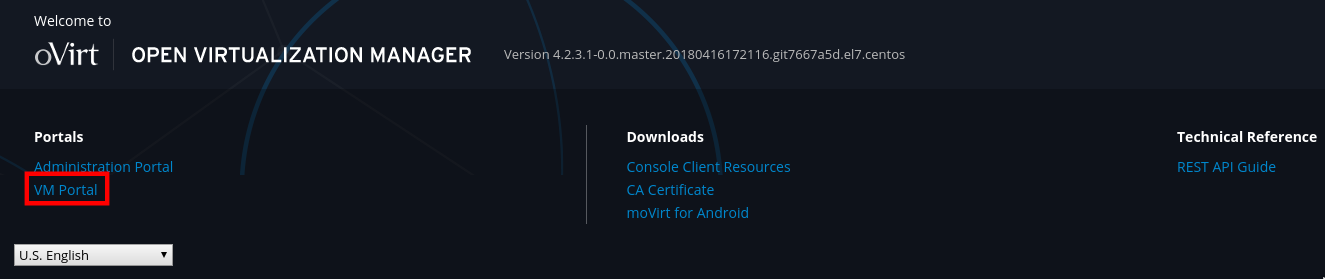 Welcome to
oVirt OPEN VIRTUALIZATION MANAGER Version 4.2.3.1-0.0.master.20180416172116.git7667a5d.el7.centos
Portals
Administration Portal
VM Portal
Downloads
Console Client Resources
CA Certificate
moVirt for Android
Technical Reference
REST API Guide
U.S. English